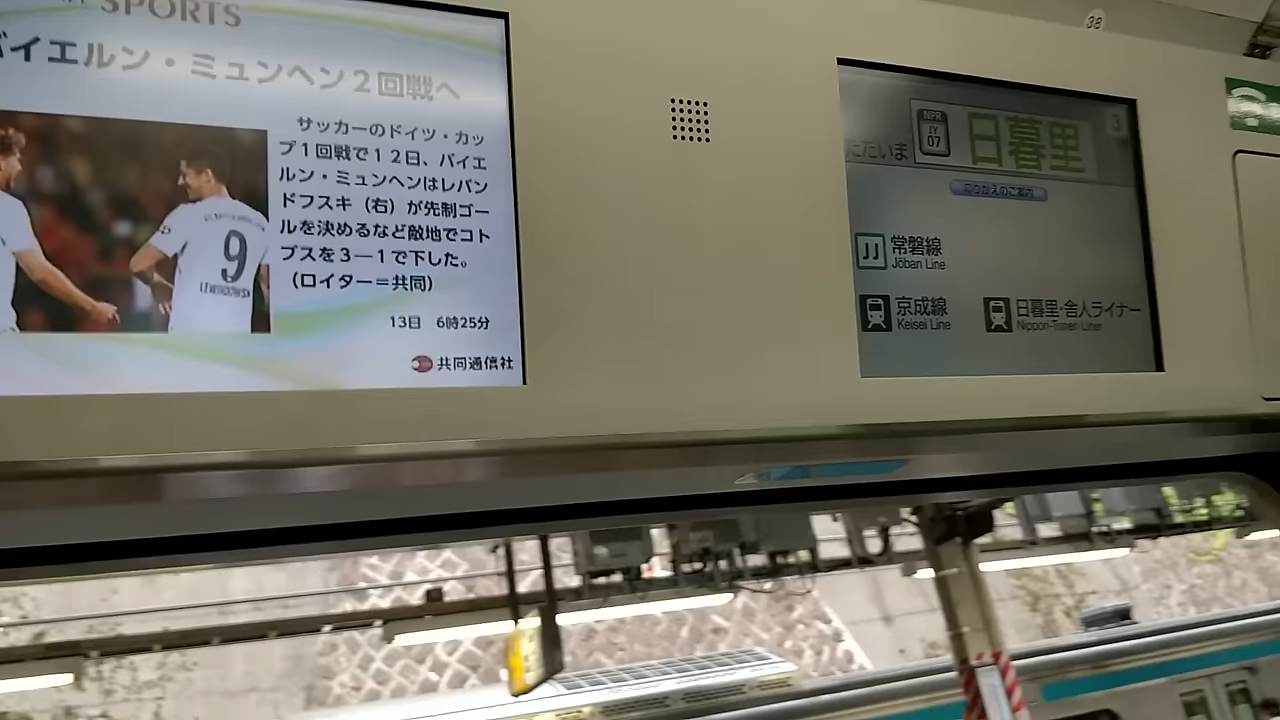 SPORTS
バイエルン・ミュンヘン2回戦へ
サッカーのドイツ・カッ
プ1回戦で12日、バイエ
ルン・ミュンヘンはレバン
ドフスキ（右）が先制ゴー
ルを決めるなど敵地でコト
ブスを3―1で下した。
（ロイター＝共同）
13日 6時25分
共同通信社
9
LEWANDOWSKI
38
ただいま
NPR
JY
07
日暮里
3
のりかえのご案内
JJ 常磐線
Jōban Line
京成線
Keisei Line
日暮里・舎人ライナー
Nippori-Toneri Liner